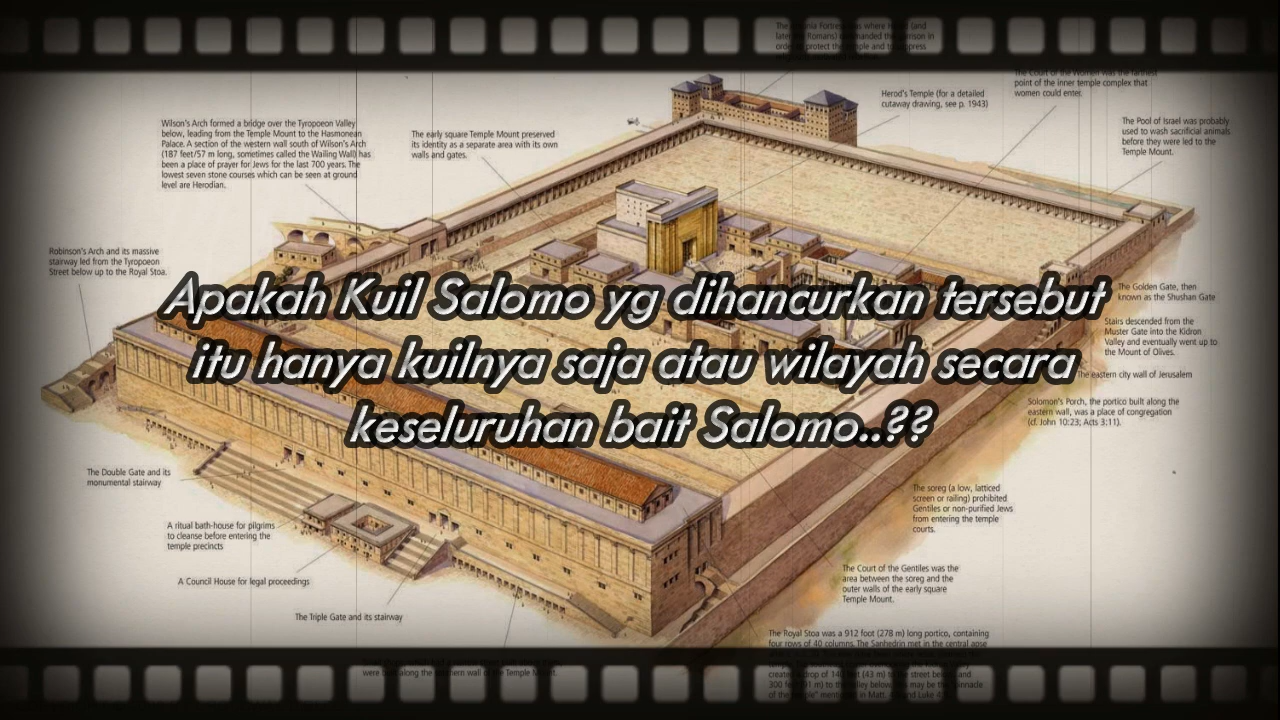 Herod's Temple (for a detailed
cutaway drawing, see p. 1943)
point of the inner temple complex that
women could enter.
Wilson's Arch formed a bridge over the Tyropoeon Valley
below, leading from the Temple Mount to the Hasmonean
Palace. A section of the western wall south of Wilson's Arch
(187 feet/57 m long, sometimes called the Wailing Wall) has
been a place of prayer for Jews for the last 700 years. The
lowest seven stone courses which can be seen at ground
level are Herodian.
The early square Temple Mount preserved
its identity as a separate area with its own
walls and gates.
The Pool of Israel was probably
used to wash sacrificial animals
before they were led to the
Temple Mount.
Robinson's Arch and its massive
stairway led from the Tyropoeon
Street below up to the Royal Stoa.
Apakah Kuil Salomo yg dihancurkan tersebut
itu hanya kuilnya saja atau wilayah secara
keseluruhan bait Salomo..??
The Golden Gate, then
known as the Shushan Gate
Stairs descended from the
Muster Gate into the Kidron
Valley and eventually went up to
the Mount of Olives.
The eastern city wall of Jerusalem
Solomon's Porch, the portico built along the
eastern wall, was a place of congregation
(cf. John 10:23; Acts 3:11).
The Double Gate and its
monumental stairway
A ritual bath-house for pilgrims
to cleanse before entering the
temple precincts
A Council House for legal proceedings
The Triple Gate and its stairway
The soreg (a low, latticed
screen or railing) prohibited
Gentiles or non-purified Jews
from entering the temple
courts.
The Court of the Gentiles was the
area between the soreg and the
outer walls of the early square
Temple Mount.
The Royal Stoa was a 912 foot (278 m) long portico, containing
four rows of 40 columns. The Sanhedrin met in the central apse